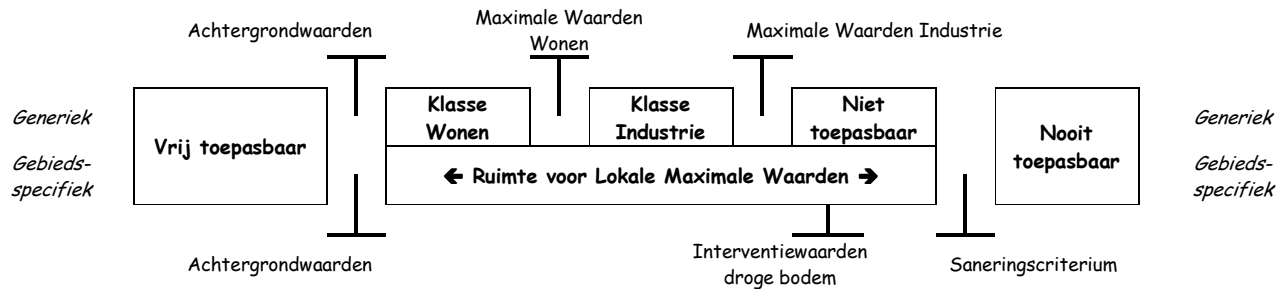 Achtergrondwaarden
Maximale Waarden
Wonen
Maximale Waarden Industrie
Generiek
Gebieds-
specifiek
Vrij toepasbaar
Klasse
Wonen
Klasse
Industrie
Niet
toepasbaar
🡸 Ruimte voor Lokale Maximale Waarden 🡺
Nooit
toepasbaar
Generiek
Gebieds-
specifiek
Achtergrondwaarden
Interventiewaarden
droge bodem
Saneringscriterium